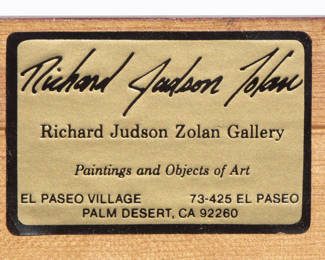 Richard Judson Zolan
Richard Judson Zolan Gallery
Paintings and Objects of Art
EL PASEO VILLAGE 73-425 EL PASEO
PALM DESERT, CA 92260